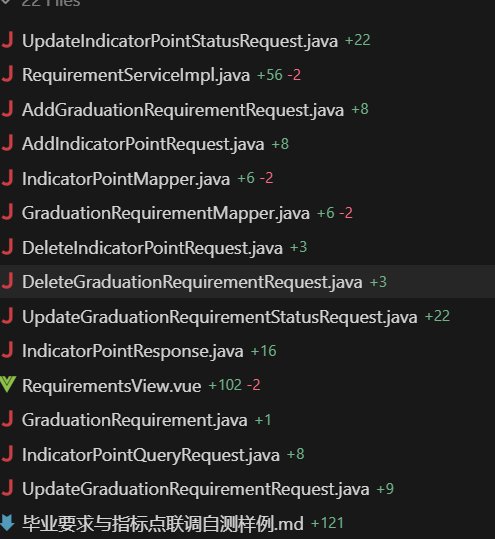 22 Files
UpdateIndicatorPointStatusRequest.java +22
RequirementServiceImpl.java +56 -2
AddGraduationRequirementRequest.java +8
AddIndicatorPointRequest.java +8
IndicatorPointMapper.java +6 -2
GraduationRequirementMapper.java +6 -2
DeleteIndicatorPointRequest.java +3
DeleteGraduationRequirementRequest.java +3
UpdateGraduationRequirementStatusRequest.java +22
IndicatorPointResponse.java +16
RequirementsView.vue +102 -2
GraduationRequirement.java +1
IndicatorPointQueryRequest.java +8
UpdateGraduationRequirementRequest.java +9
毕业要求与指标点联调自测样例.md +121